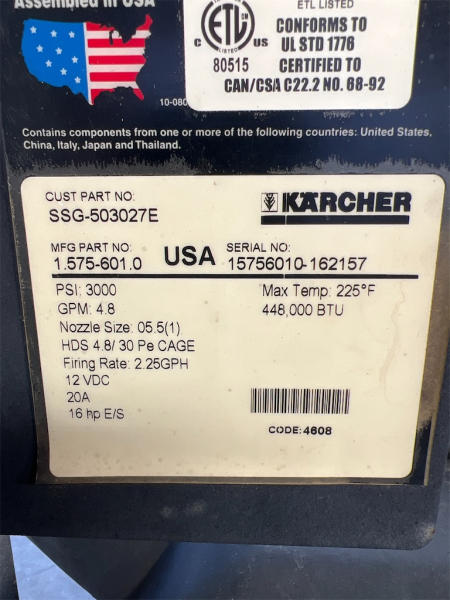 Assembled in USA
ETL LISTED
CONFORMS TO
UL STD 1776
CERTIFIED TO
CAN/CSA C22.2 NO. 68-92
ETL
LISTED
C US
80515
10-080
Contains components from one or more of the following countries: United States,
China, Italy, Japan and Thailand.
CUST PART NO:
SSG-503027E
KÄRCHER
MFG PART NO:
1.575-601.0
USA
SERIAL NO:
15756010-162157
PSI: 3000
GPM: 4.8
Nozzle Size: 05.5(1)
HDS 4.8/ 30 Pe CAGE
Firing Rate: 2.25GPH
12 VDC
20A
16 hp E/S
Max Temp: 225°F
448,000 BTU
CODE: 4608